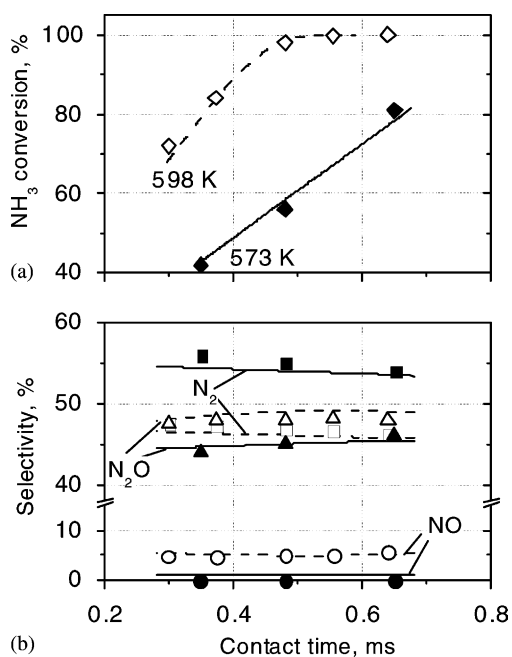 (a)
NH3 conversion, %
100
80
60
40
598 K
573 K
(b)
Selectivity, %
60
50
40
10
0
N2
N2O
NO
0.2
0.4
0.6
0.8
Contact time, ms